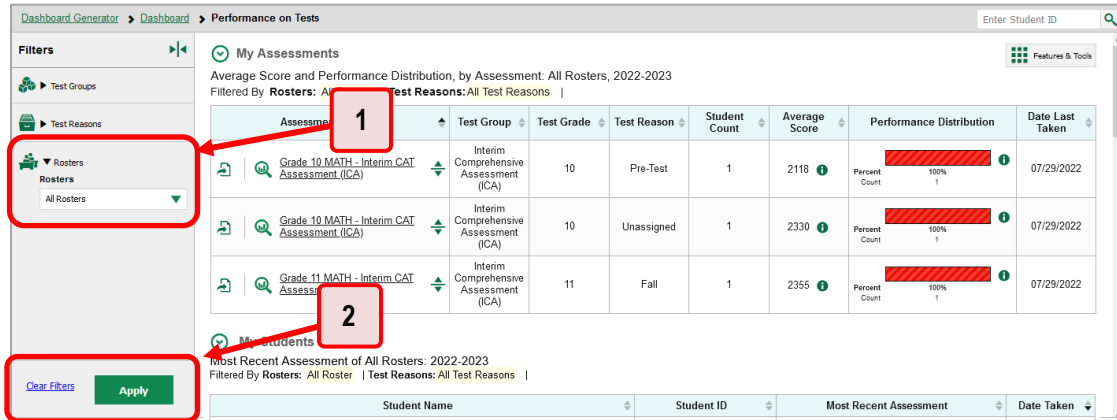 Dashboard Generator > Dashboard > Performance on Tests
Enter Student ID
Filters
Test Groups
Test Reasons
Rosters
Rosters
All Rosters
Clear Filters
Apply
1
2
My Assessments
Features & Tools
Average Score and Performance Distribution, by Assessment: All Rosters, 2022-2023
Filtered By Rosters: Test Reasons: All Test Reasons |
Test Group
Test Grade
Test Reason
Student Count
Average Score
Performance Distribution
Date Last Taken
Grade 10 MATH - Interim CAT
Assessment (ICA)
Interim
Comprehensive
Assessment
(ICA)
10
Pre-Test
1
2118
Percent 100%
Count 1
07/29/2022
Grade 10 MATH - Interim CAT
Assessment (ICA)
Interim
Comprehensive
Assessment
(ICA)
10
Unassigned
1
2330
Percent 100%
Count 1
07/29/2022
Grade 11 MATH - Interim CAT
Interim
Comprehensive
Assessment
(ICA)
11
Fall
1
2355
Percent 100%
Count 1
07/29/2022
My Students
Most Recent Assessment of All Rosters: 2022-2023
Filtered By Rosters: All Roster | Test Reasons: All Test Reasons |
Student Name
Student ID
Most Recent Assessment
Date Taken